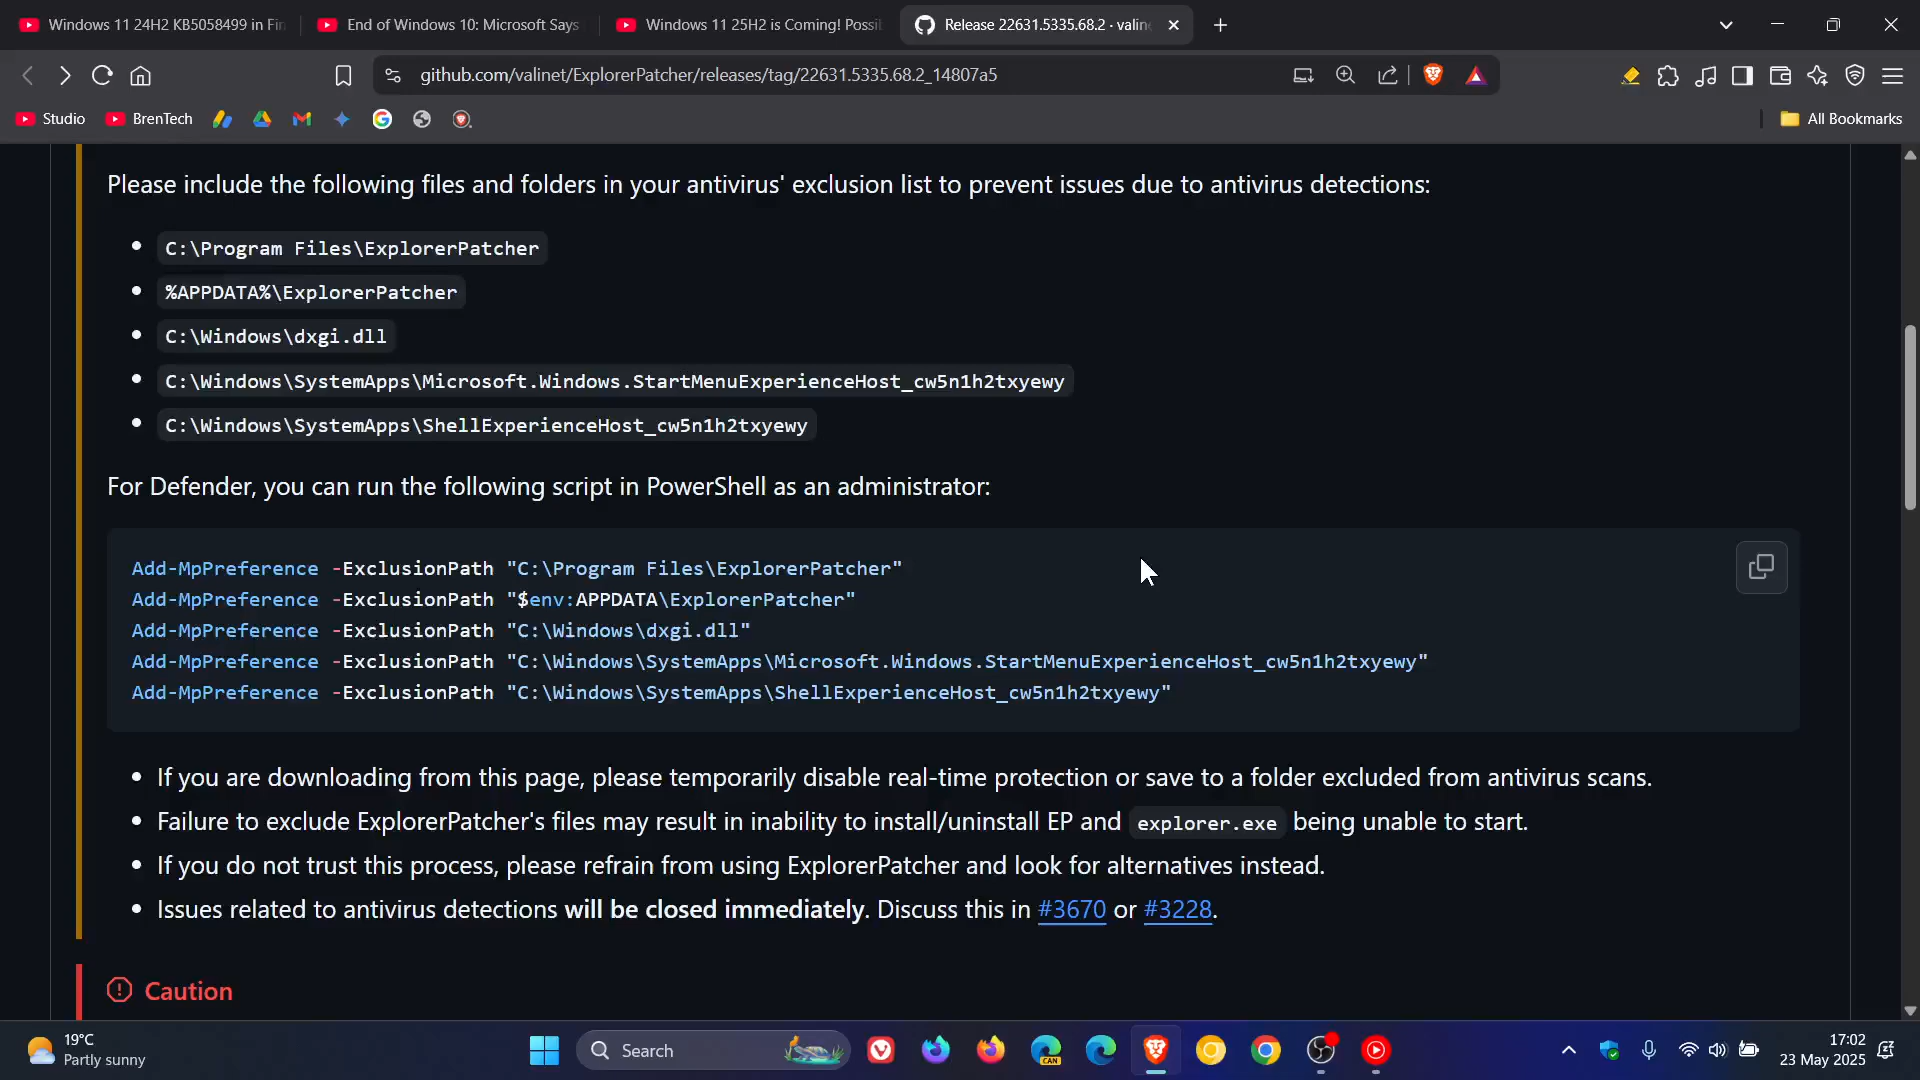 Windows 11 24H2 KB5058499 in Fi
End of Windows 10: Microsoft Says
Windows 11 25H2 is Coming! Possi
Release 22631.5335.68.2 · valin
github.com/valinet/ExplorerPatcher/releases/tag/22631.5335.68.2_14807a5
Studio
BrenTech
All Bookmarks
Please include the following files and folders in your antivirus' exclusion list to prevent issues due to antivirus detections:
C:\Program Files\ExplorerPatcher
%APPDATA%\ExplorerPatcher
C:\Windows\dxgi.dll
C:\Windows\SystemApps\Microsoft.Windows.StartMenuExperienceHost_cw5n1h2txyewy
C:\Windows\SystemApps\ShellExperienceHost_cw5n1h2txyewy
For Defender, you can run the following script in PowerShell as an administrator:
Add-MpPreference -ExclusionPath "C:\Program Files\ExplorerPatcher"
Add-MpPreference -ExclusionPath "$env:APPDATA\ExplorerPatcher"
Add-MpPreference -ExclusionPath "C:\Windows\dxgi.dll"
Add-MpPreference -ExclusionPath "C:\Windows\SystemApps\Microsoft.Windows.StartMenuExperienceHost_cw5n1h2txyewy"
Add-MpPreference -ExclusionPath "C:\Windows\SystemApps\ShellExperienceHost_cw5n1h2txyewy"
If you are downloading from this page, please temporarily disable real-time protection or save to a folder excluded from antivirus scans.
Failure to exclude ExplorerPatcher's files may result in inability to install/uninstall EP and explorer.exe being unable to start.
If you do not trust this process, please refrain from using ExplorerPatcher and look for alternatives instead.
Issues related to antivirus detections will be closed immediately. Discuss this in #3670 or #3228.
Caution
19°C
Partly sunny
Search
CAN
17:02
23 May 2025